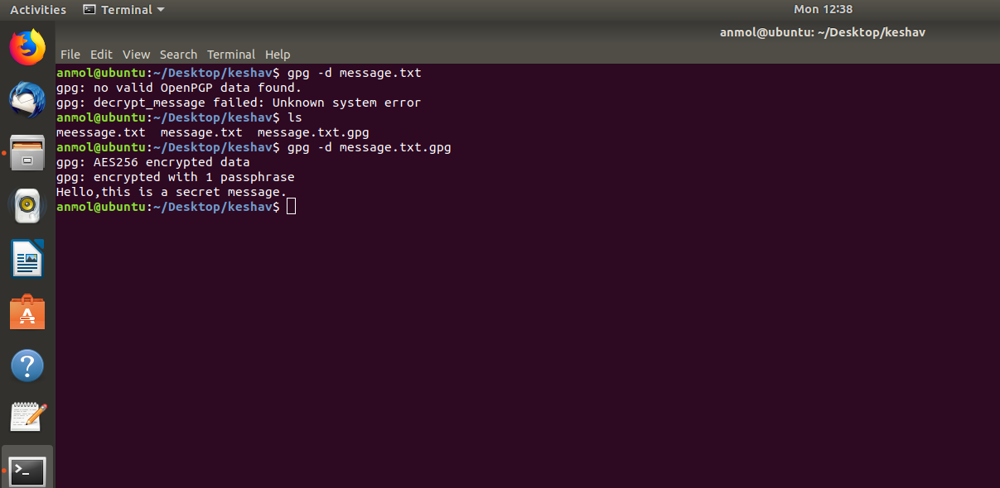 Activities Terminal Mon 12:38
anmol@ubuntu: ~/Desktop/keshav
File Edit View Search Terminal Help
anmol@ubuntu:~/Desktop/keshav$ gpg -d message.txt
gpg: no valid OpenPGP data found.
gpg: decrypt_message failed: Unknown system error
anmol@ubuntu:~/Desktop/keshav$ ls
meessage.txt  message.txt  message.txt.gpg
anmol@ubuntu:~/Desktop/keshav$ gpg -d message.txt.gpg
gpg: AES256 encrypted data
gpg: encrypted with 1 passphrase
Hello,this is a secret message.
anmol@ubuntu:~/Desktop/keshav$